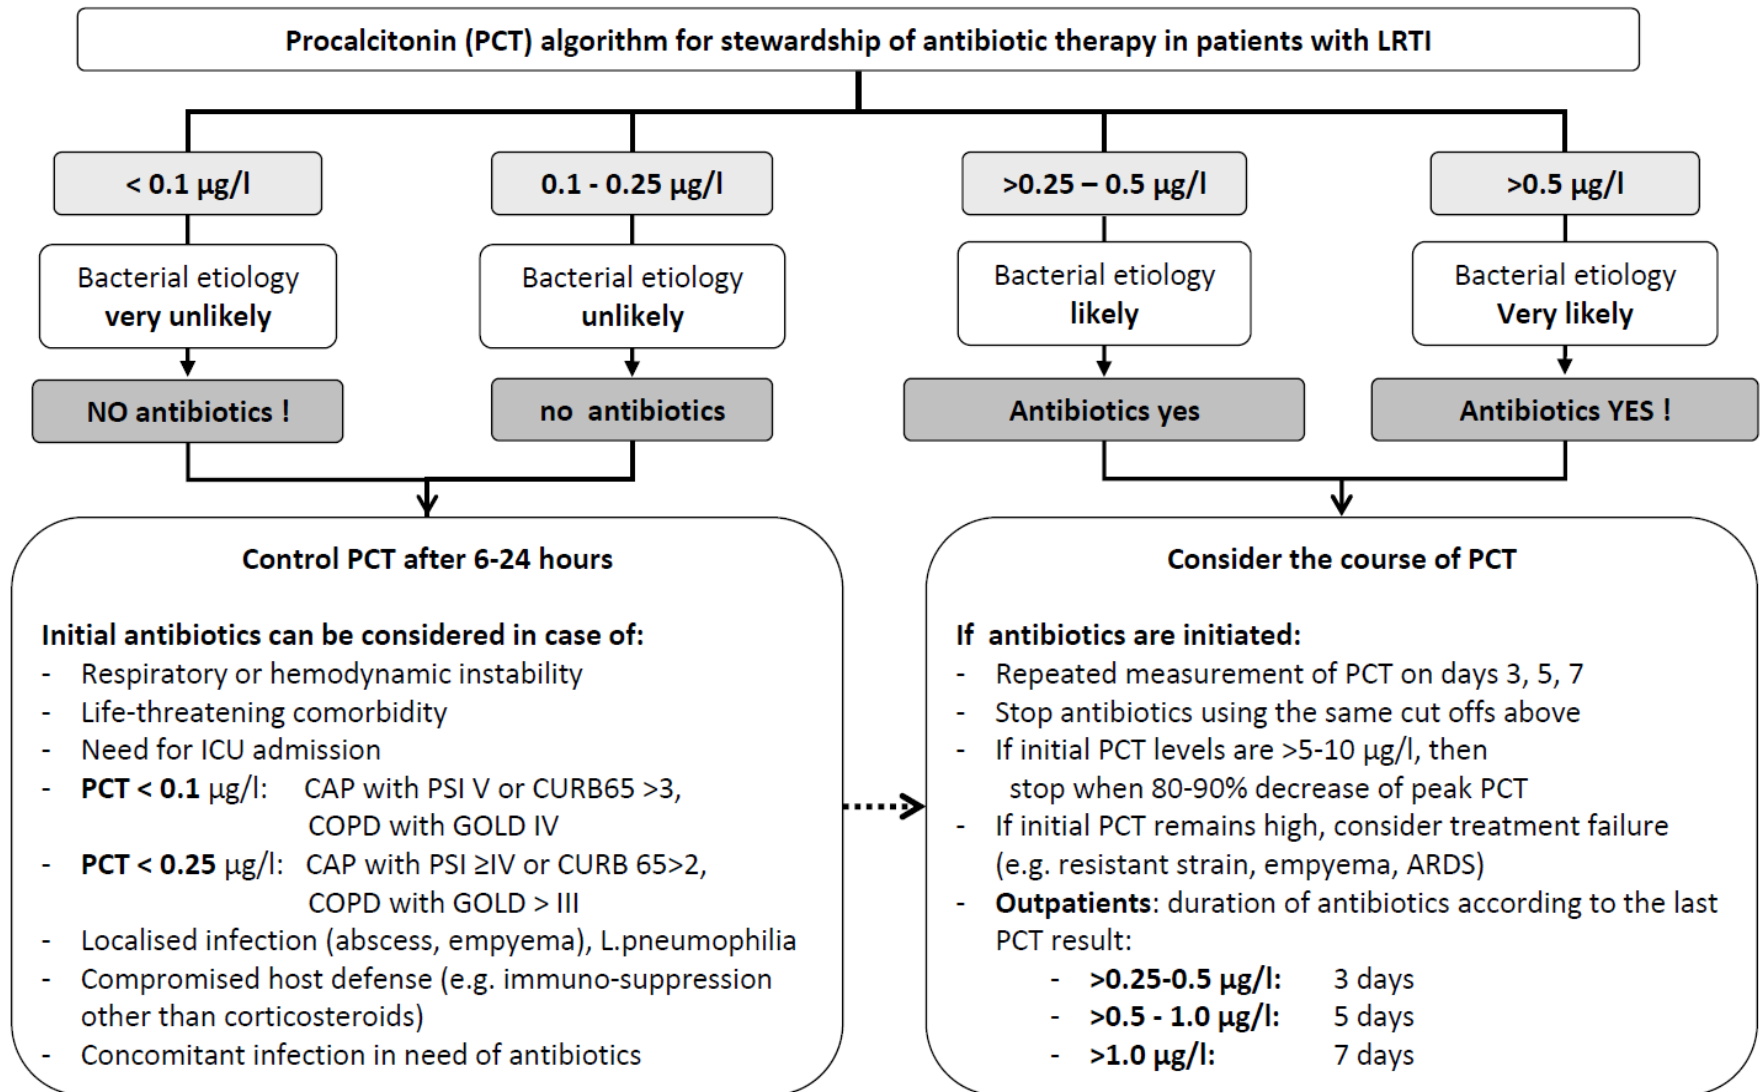 Procalcitonin (PCT) algorithm for stewardship of antibiotic therapy in patients with LRTI
< 0.1 µg/l
Bacterial etiology
very unlikely
NO antibiotics !
0.1 - 0.25 µg/l
Bacterial etiology
unlikely
no antibiotics
>0.25 – 0.5 µg/l
Bacterial etiology
likely
Antibiotics yes
>0.5 µg/l
Bacterial etiology
Very likely
Antibiotics YES !
Control PCT after 6-24 hours
Initial antibiotics can be considered in case of:
- Respiratory or hemodynamic instability
- Life-threatening comorbidity
- Need for ICU admission
- PCT < 0.1 µg/l: CAP with PSI V or CURB65 >3,
COPD with GOLD IV
- PCT < 0.25 µg/l: CAP with PSI ≥IV or CURB 65>2,
COPD with GOLD > III
- Localised infection (abscess, empyema), L.pneumophilia
- Compromised host defense (e.g. immuno-suppression
other than corticosteroids)
- Concomitant infection in need of antibiotics
Consider the course of PCT
If antibiotics are initiated:
- Repeated measurement of PCT on days 3, 5, 7
- Stop antibiotics using the same cut offs above
- If initial PCT levels are >5-10 µg/l, then
stop when 80-90% decrease of peak PCT
- If initial PCT remains high, consider treatment failure
(e.g. resistant strain, empyema, ARDS)
- Outpatients: duration of antibiotics according to the last
PCT result:
- >0.25-0.5 µg/l: 3 days
- >0.5 - 1.0 µg/l: 5 days
- >1.0 µg/l: 7 days